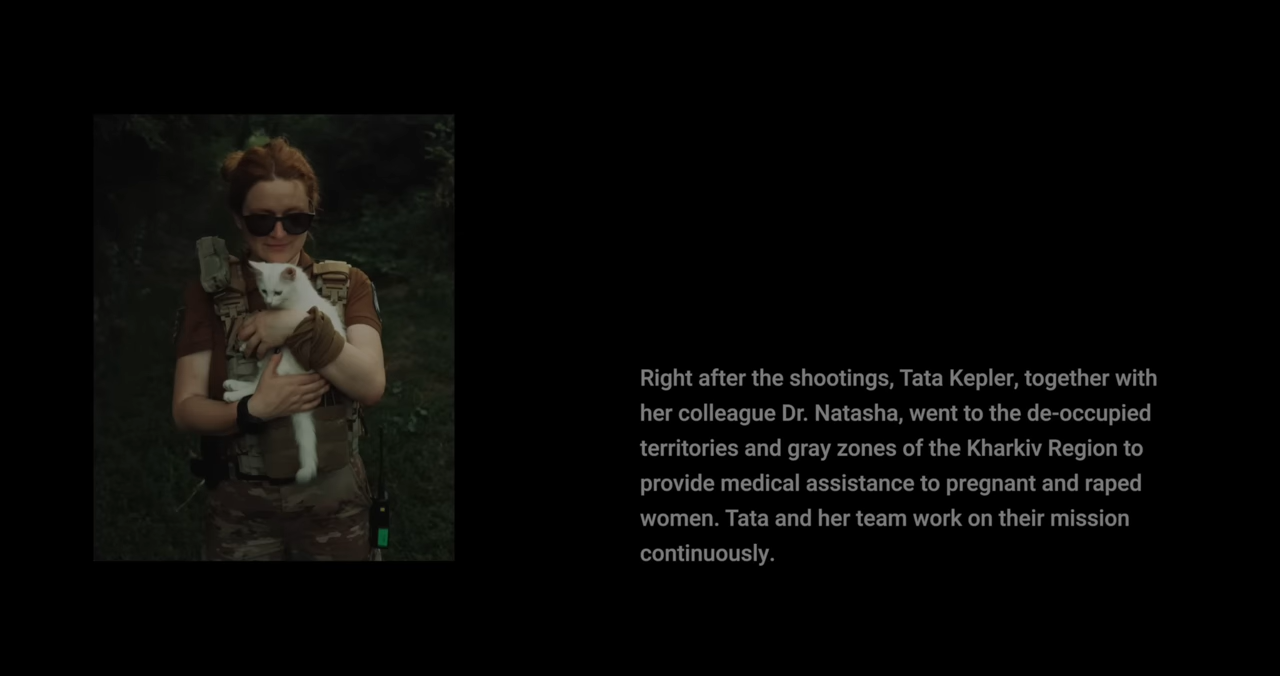 Right after the shootings, Tata Kepler, together with
her colleague Dr. Natasha, went to the de-occupied
territories and gray zones of the Kharkiv Region to
provide medical assistance to pregnant and raped
women. Tata and her team work on their mission
continuously.